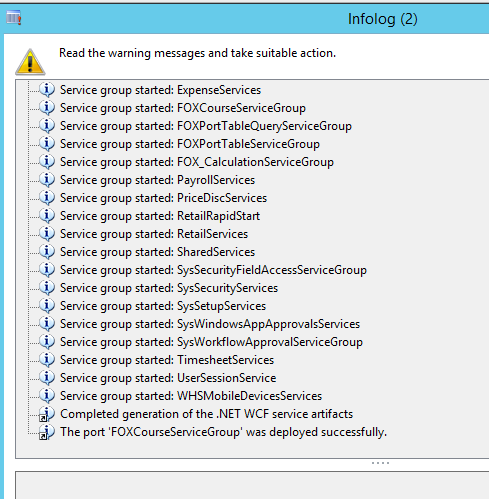 Infolog (2)
Read the warning messages and take suitable action.
Service group started: ExpenseServices
Service group started: FOXCourseServiceGroup
Service group started: FOXPortTableQueryServiceGroup
Service group started: FOXPortTableServiceGroup
Service group started: FOX_CalculationServiceGroup
Service group started: PayrollServices
Service group started: PriceDiscServices
Service group started: RetailRapidStart
Service group started: RetailServices
Service group started: SharedServices
Service group started: SysSecurityFieldAccessServiceGroup
Service group started: SysSecurityServices
Service group started: SysSetupServices
Service group started: SysWindowsAppApprovalsServices
Service group started: SysWorkflowApprovalServiceGroup
Service group started: TimesheetServices
Service group started: UserSessionService
Service group started: WHSMobileDevicesServices
Completed generation of the .NET WCF service artifacts
The port 'FOXCourseServiceGroup' was deployed successfully.